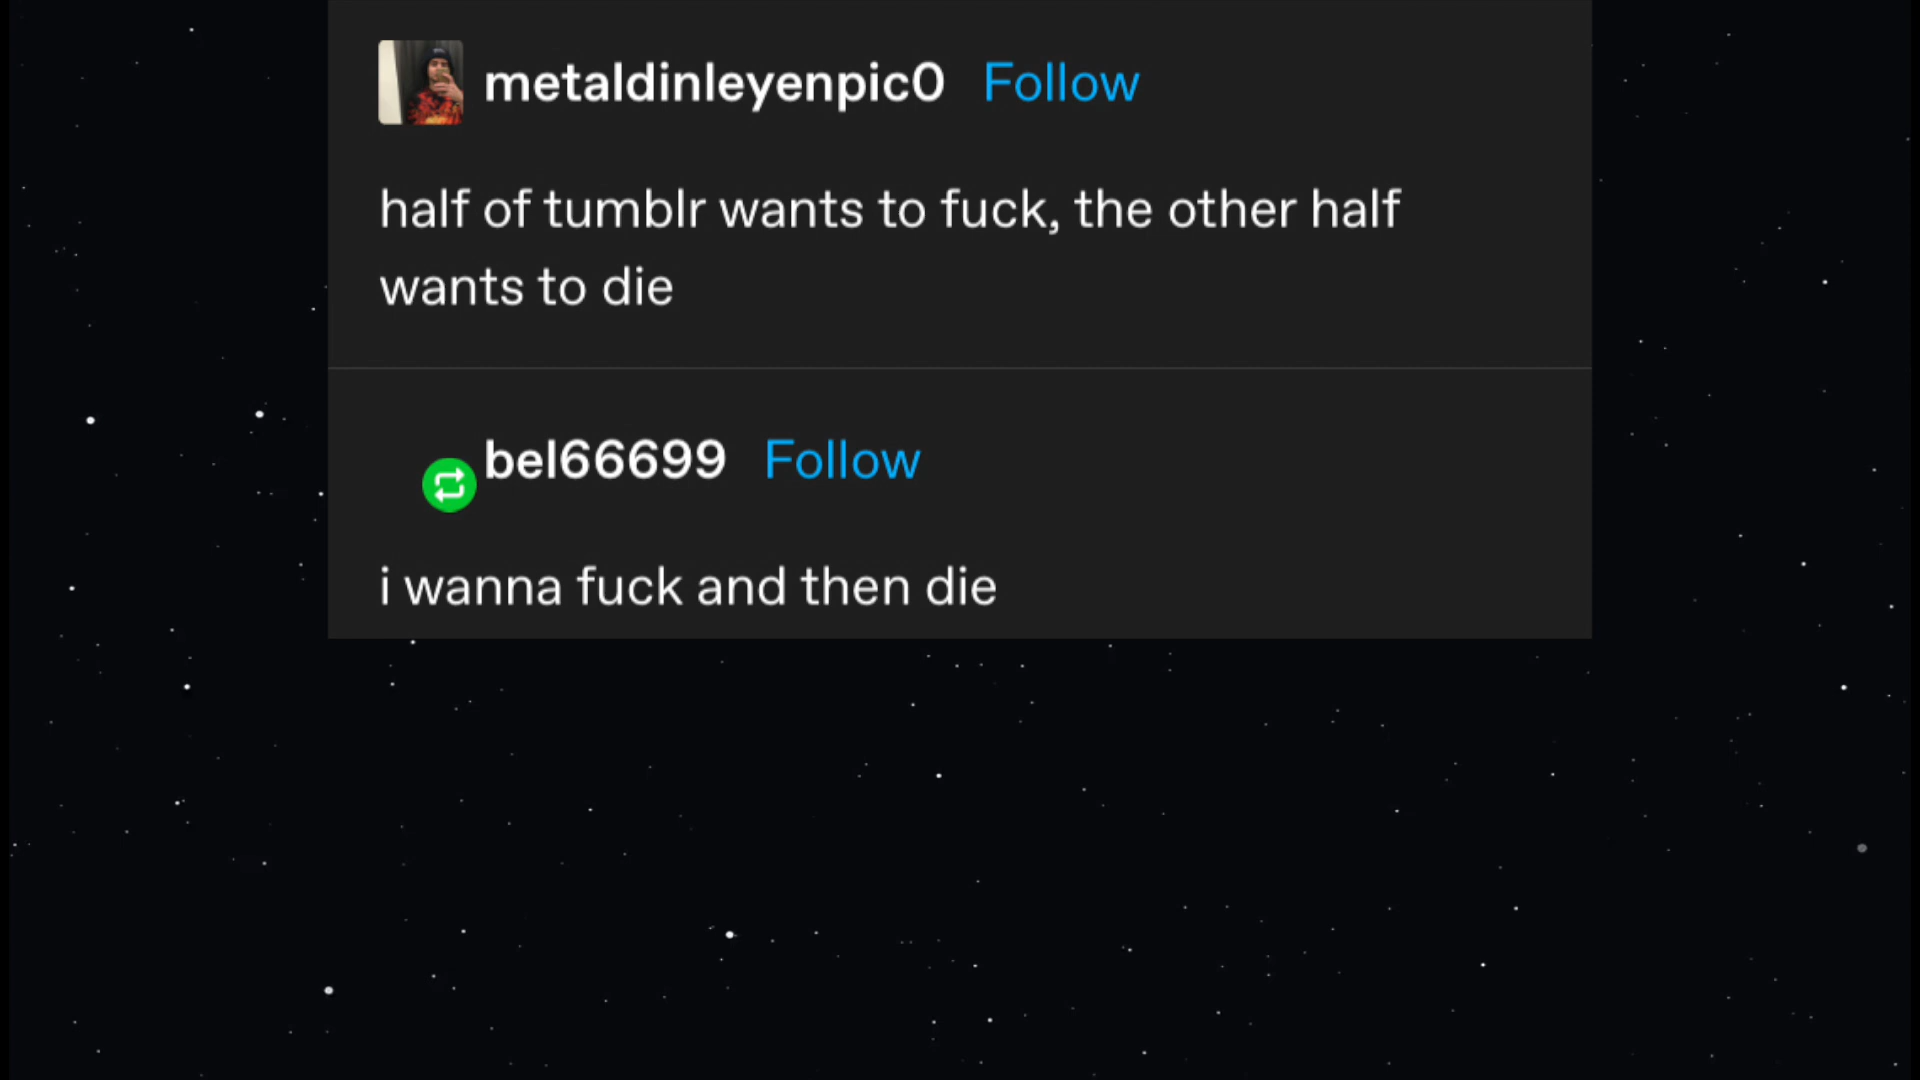 metaldinleyenpic0 Follow
half of tumblr wants to fuck, the other half
wants to die
bel66699 Follow
i wanna fuck and then die